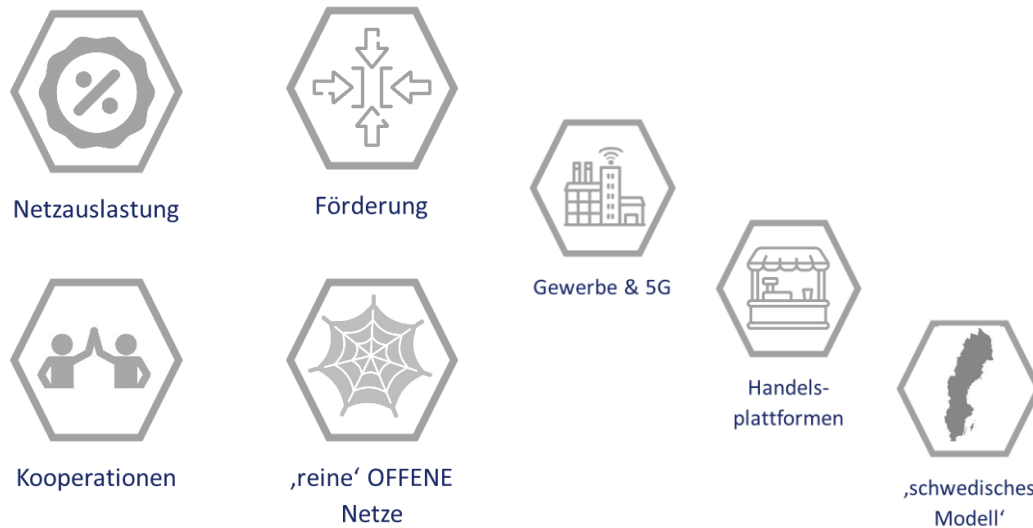 Netzauslastung
Förderung
Gewerbe & 5G
Kooperationen
‚reine‘ OFFENE
Netze
Handels-
plattformen
‚schwedisches
Modell‘